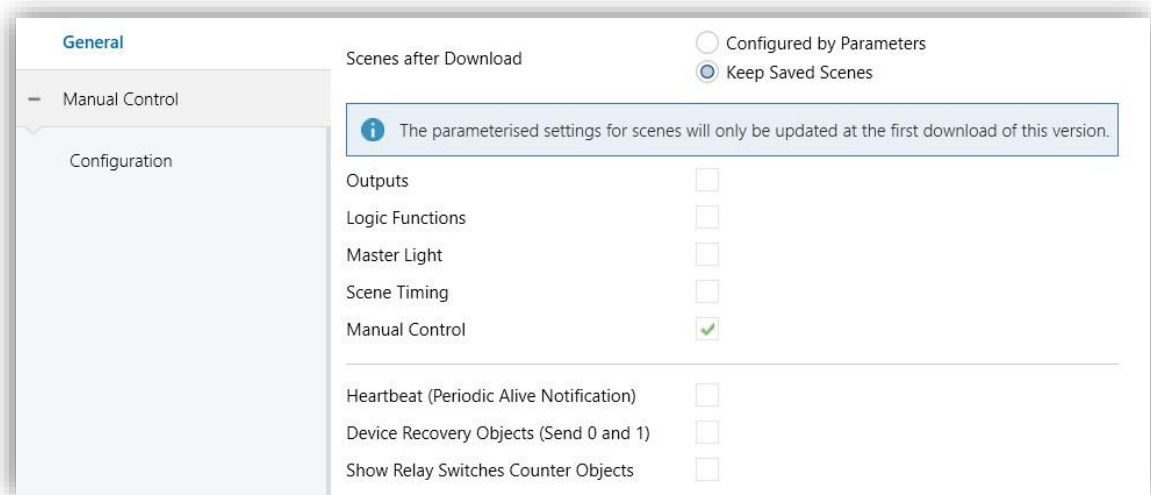 General
Manual Control
Configuration
Scenes after Download
Configured by Parameters
Keep Saved Scenes
The parameterised settings for scenes will only be updated at the first download of this version.
Outputs
Logic Functions
Master Light
Scene Timing
Manual Control
Heartbeat (Periodic Alive Notification)
Device Recovery Objects (Send 0 and 1)
Show Relay Switches Counter Objects